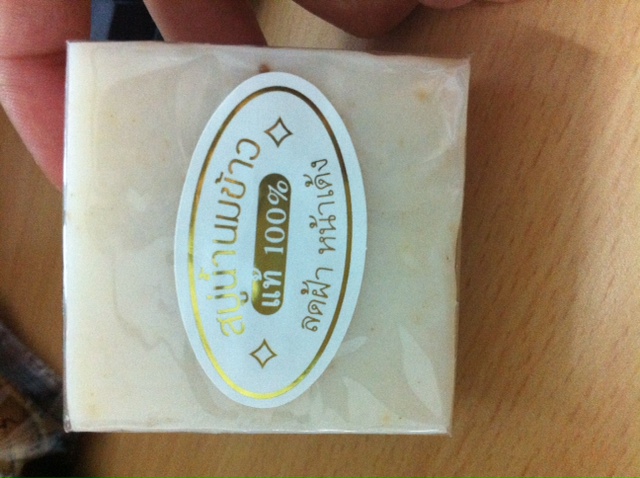 สบู่น้ำนมข้าว
แท้ 100%
ลดฝ้า หน้าเด้ง